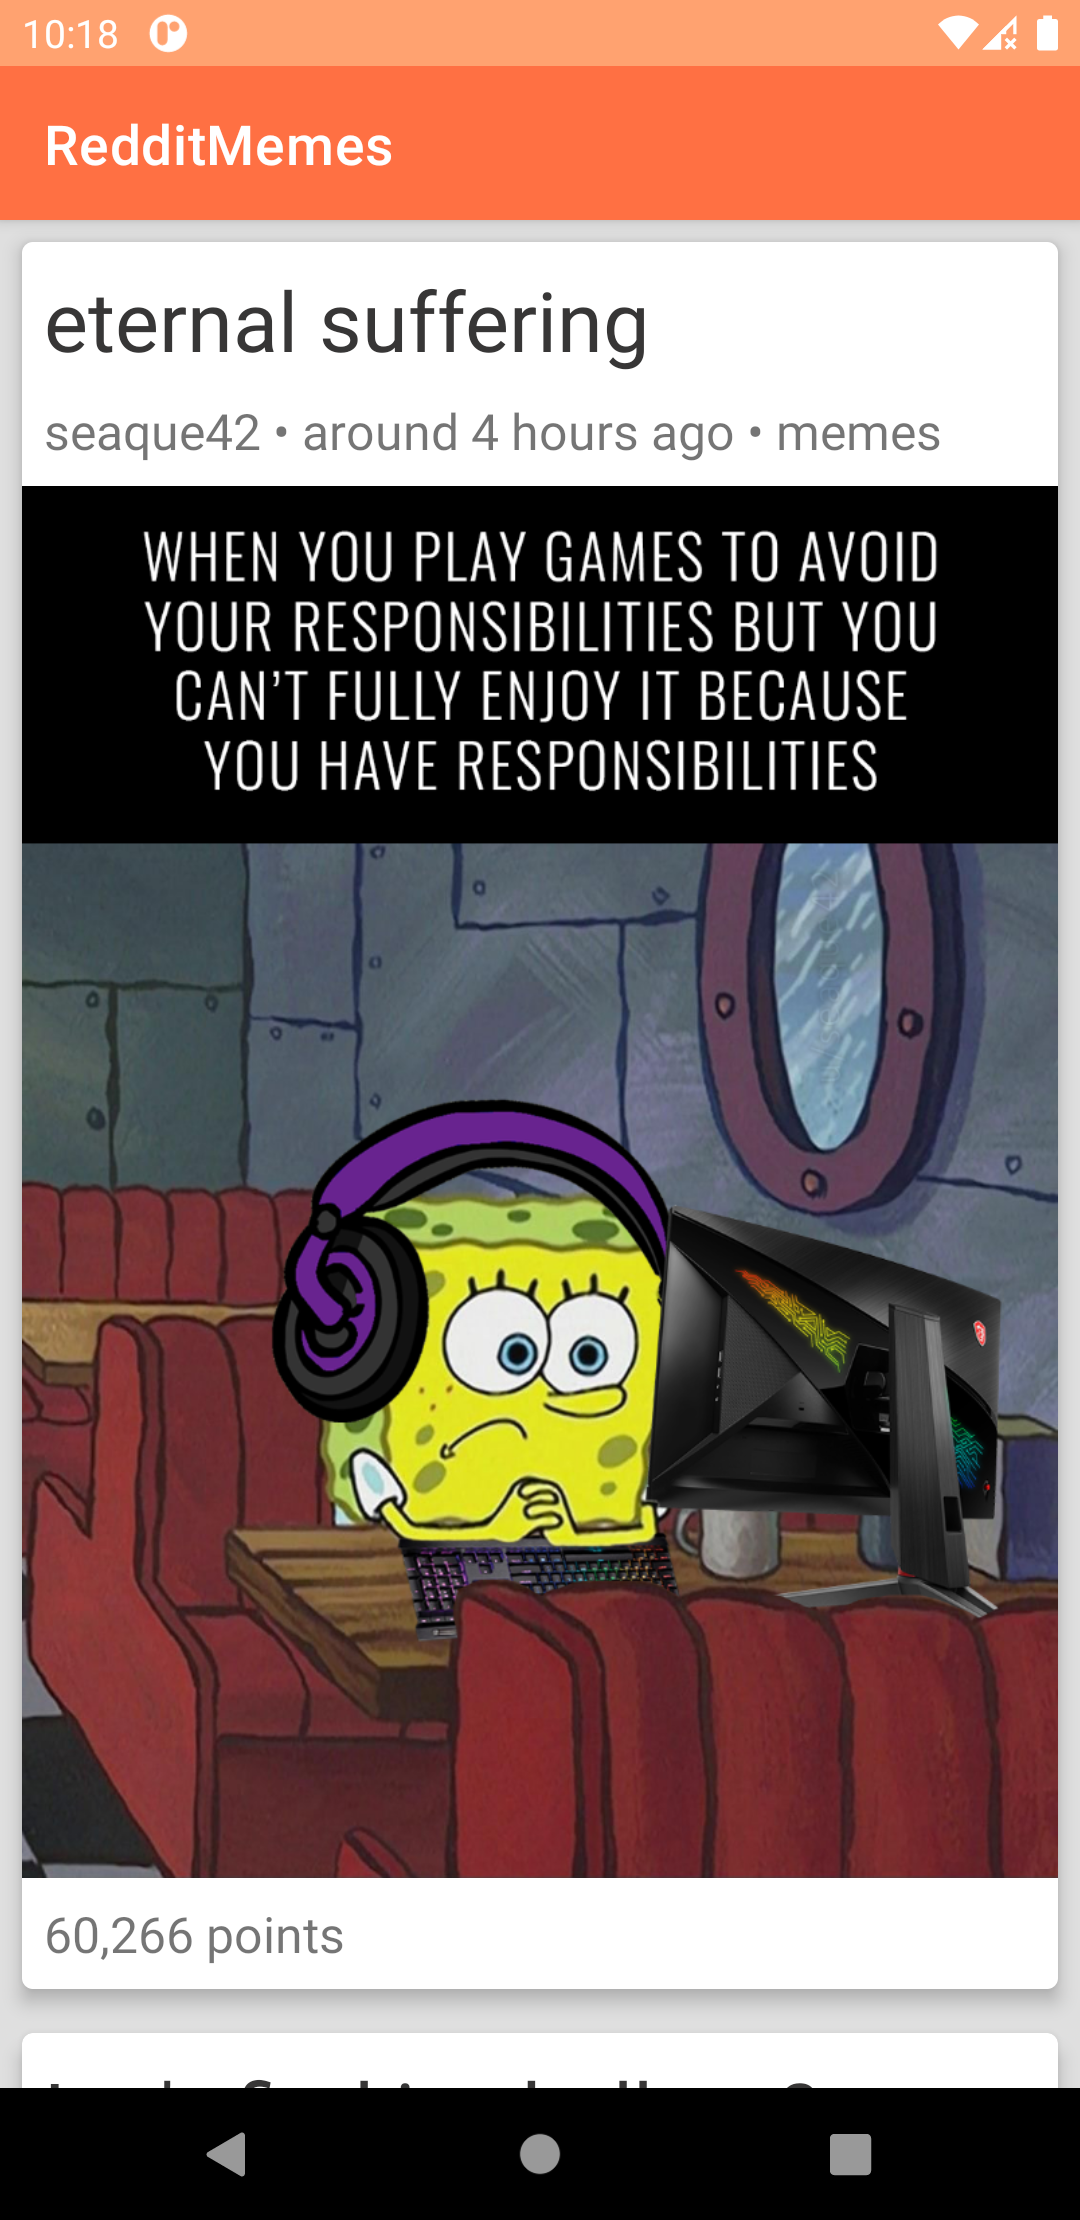 10:18
RedditMemes
eternal suffering
seaque42 • around 4 hours ago • memes
WHEN YOU PLAY GAMES TO AVOID
YOUR RESPONSIBILITIES BUT YOU
CAN'T FULLY ENJOY IT BECAUSE
YOU HAVE RESPONSIBILITIES
u/seaque42
60,266 points